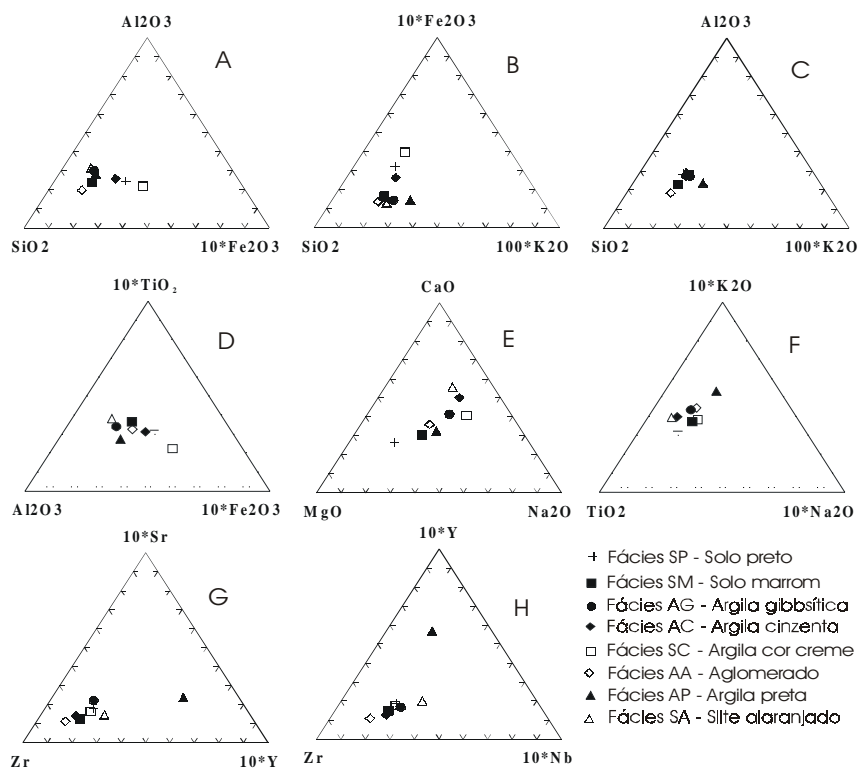 Al2O3
A
SiO2 10*Fe2O3
10*Fe2O3
B
SiO2 100*K2O
Al2O3
C
SiO2 100*K2O
10*TiO₂
D
Al2O3 10*Fe2O3
CaO
E
MgO Na2O
10*K2O
F
TiO2 10*Na2O
10*Sr
G
Zr 10*Y
10*Y
H
Zr 10*Nb
Fácies SP - Solo preto
Fácies SM - Solo marrom
Fácies AG - Argila gibbsítica
Fácies AC - Argila cinzenta
Fácies SC - Argila cor creme
Fácies AA - Aglomerado
Fácies AP - Argila preta
Fácies SA - Silte alaranjado